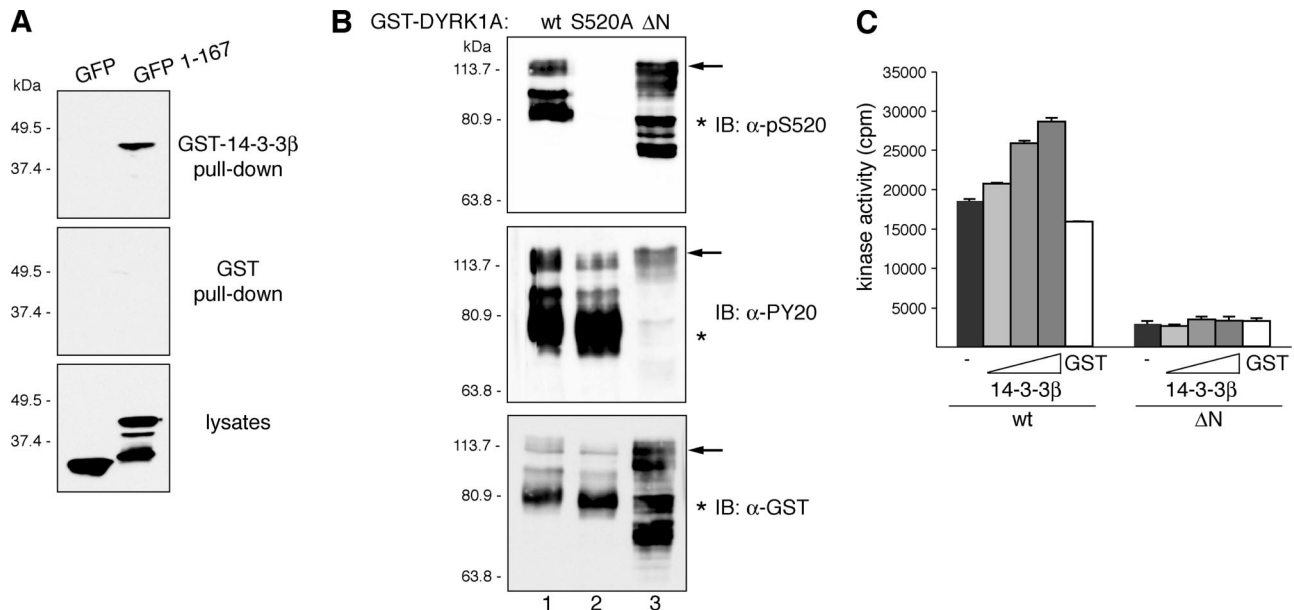 A
GFP
GFP 1-167
kDa
49.5 -
37.4 -
GST-14-3-3β
pull-down
49.5 -
37.4 -
GST
pull-down
49.5 -
37.4 -
lysates
B
GST-DYRK1A: wt S520A ΔN
kDa
113.7 -
80.9 -
63.8 -
* IB: α-pS520
113.7 -
80.9 -
63.8 -
IB: α-PY20
*
113.7 -
80.9 -
63.8 -
* IB: α-GST
1 2 3
C
kinase activity (cpm)
35000
30000
25000
20000
15000
10000
5000
- GST - GST
14-3-3β 14-3-3β
wt ΔN